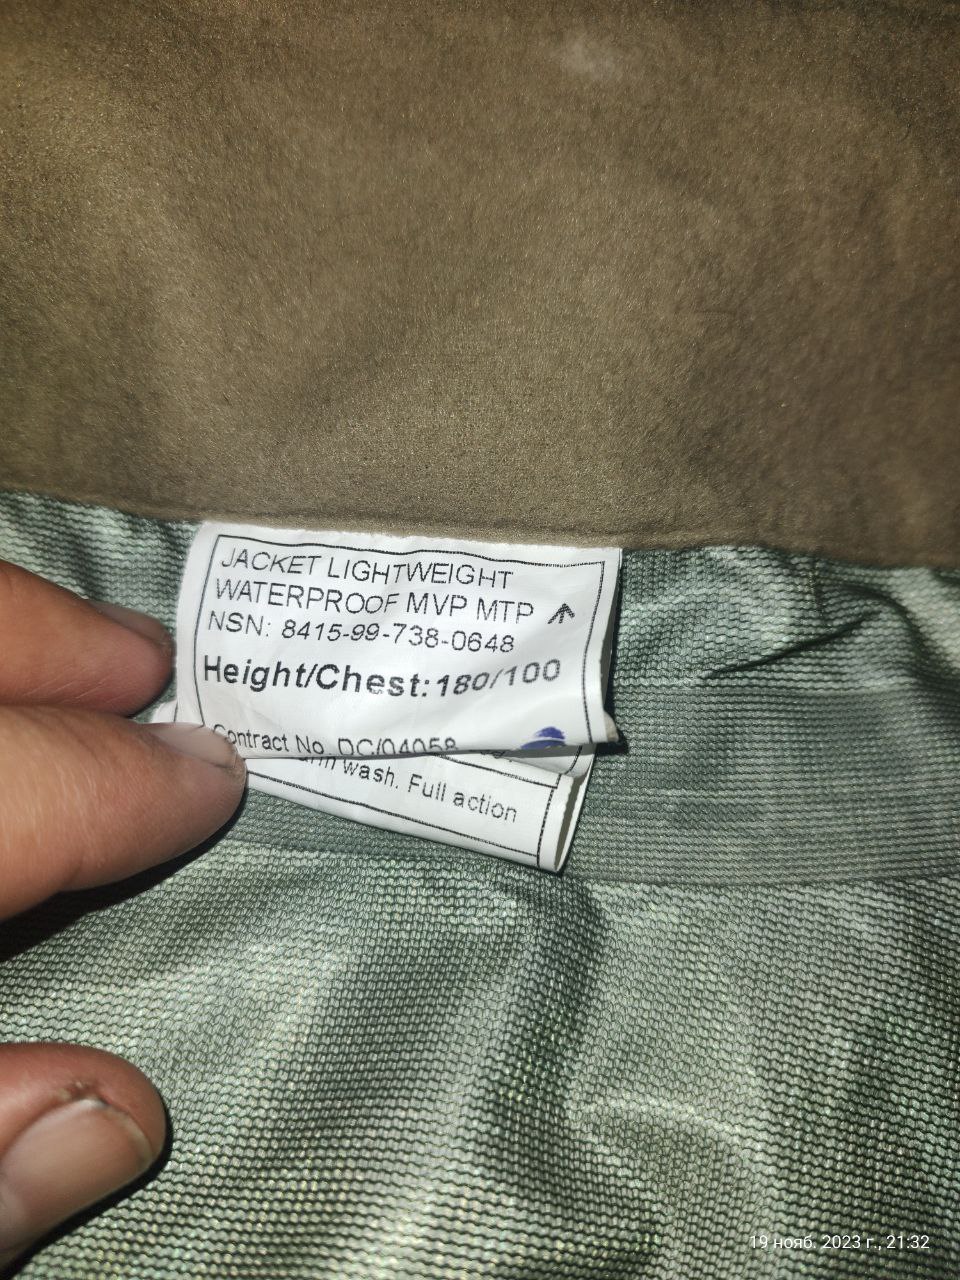 JACKET LIGHTWEIGHT
WATERPROOF MVP MTP
NSN: 8415-99-738-0648
Height/Chest: 180/100
Contract No. DC/04058
wash. Full action
19 нояб. 2023 г., 21:32